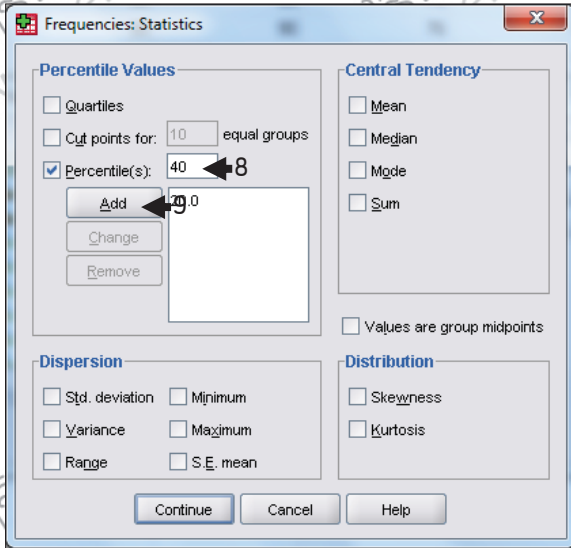 Frequencies: Statistics
x
Percentile Values
Quartiles
Cut points for: 10 equal groups
Percentile(s): 40 8
Add 9
20.0
Change
Remove
Central Tendency
Mean
Median
Mode
Sum
Values are group midpoints
Dispersion
Std. deviation Minimum
Variance Maximum
Range S.E. mean
Distribution
Skewness
Kurtosis
Continue Cancel Help